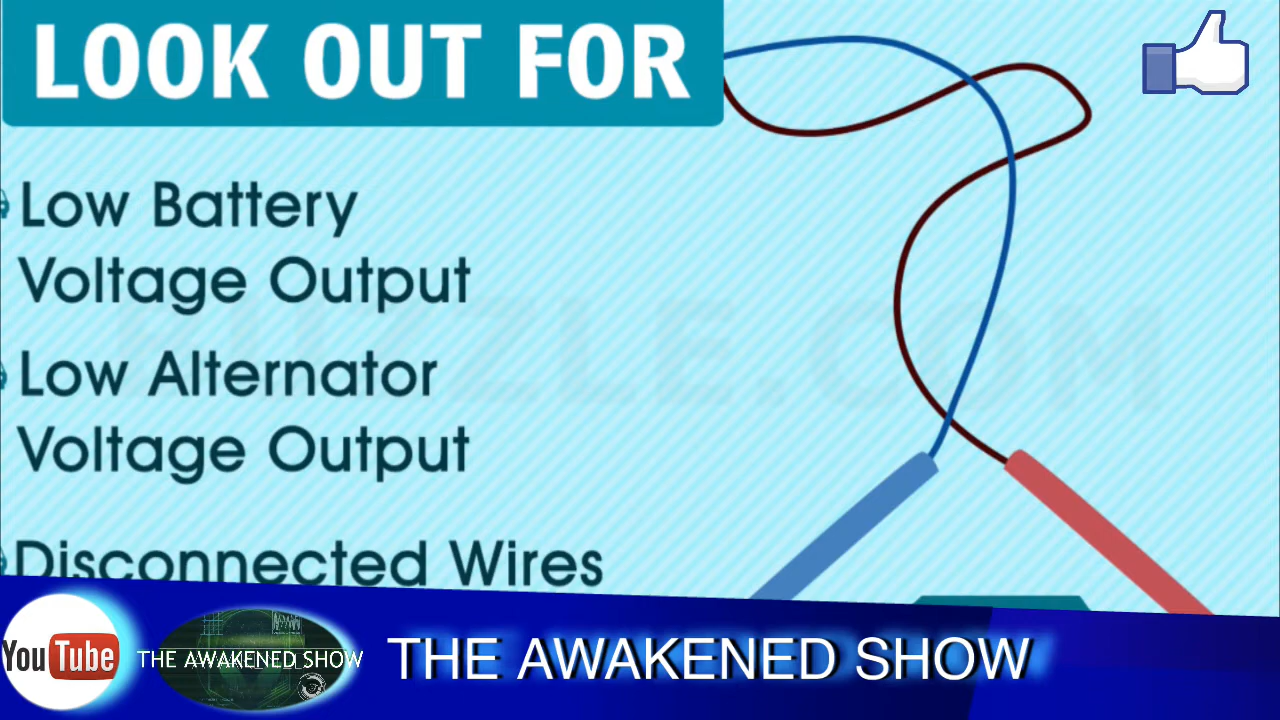 LOOK OUT FOR
Low Battery
Voltage Output
Low Alternator
Voltage Output
Disconnected Wires
YouTube
THE AWAKENED SHOW
THE AWAKENED SHOW